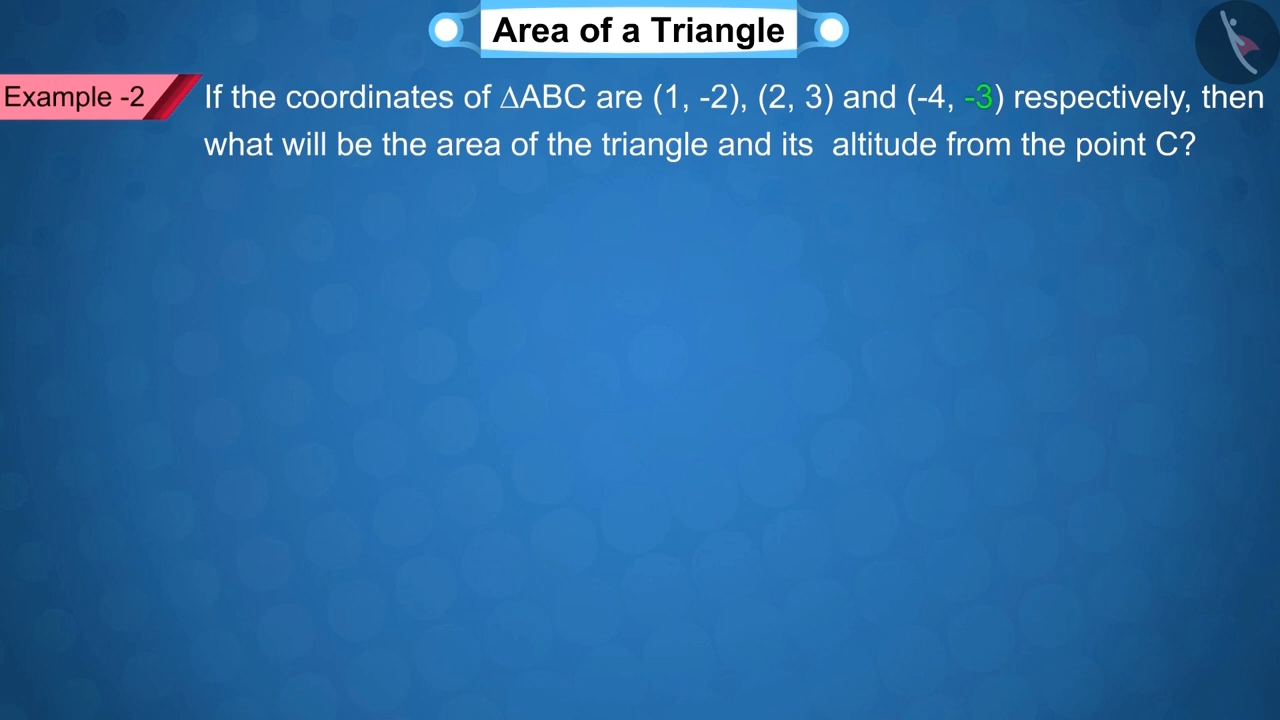 Area of a Triangle
Example -2
If the coordinates of ∆ABC are (1, -2), (2, 3) and (-4, -3) respectively, then
what will be the area of the triangle and its altitude from the point C?